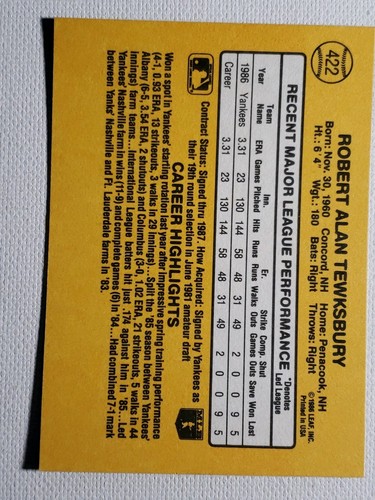 422
ROBERT ALAN TEWKSBURY
©1986 LEAF, INC.
Printed in USA
Born: Nov. 30, 1960 Concord, NH Home: Penacook, NH
Ht.: 6'4" Wgt.: 180 Bats: Right Throws: Right
RECENT MAJOR LEAGUE PERFORMANCE *Denotes Led League
Team Inn. Er. Strike Comp. Shut
Year Name ERA Games Pitched Hits Runs Runs Walks Outs Games Outs Save Won Lost
1986 Yankees 3.31 23 130 144 58 48 31 49 2 0 0 9 5
Career 3.31 23 130 144 58 48 31 49 2 0 0 9 5
Contract Status: Signed thru 1987. How Acquired: Signed by Yankees as
their 19th round selection in June 1981 amateur draft
CAREER HIGHLIGHTS
Won a spot in Yankees' starting rotation last year after impressive spring training performance
(4-1, 0.93 ERA, 13 strikeouts, 3 walks in 29 innings)...Split the '85 season between Yankees'
Albany (6-5, 3.54 ERA, 2 shutouts) and Columbus (3-0, 1.02 ERA, 21 strikeouts, 5 walks in 44
innings) farm teams...International League batters hit just .174 against him in '85...Led
Yankees' Nashville farm in wins (11-9) and complete games (6) in '84...Had combined 7-1 mark
between Yanks' Nashville and Ft. Lauderdale farms in '83.